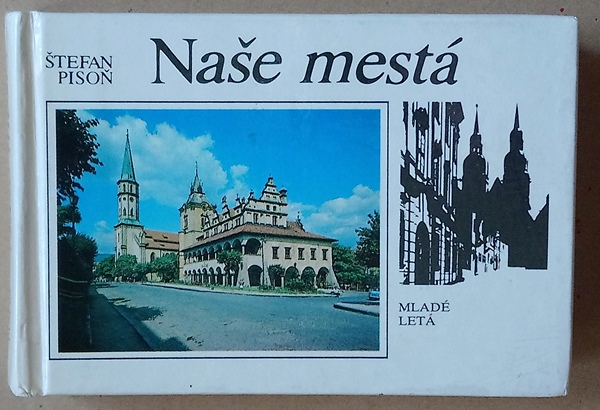 ŠTEFAN
PISOŇ
Naše mestá
MLADÉ
LETÁ